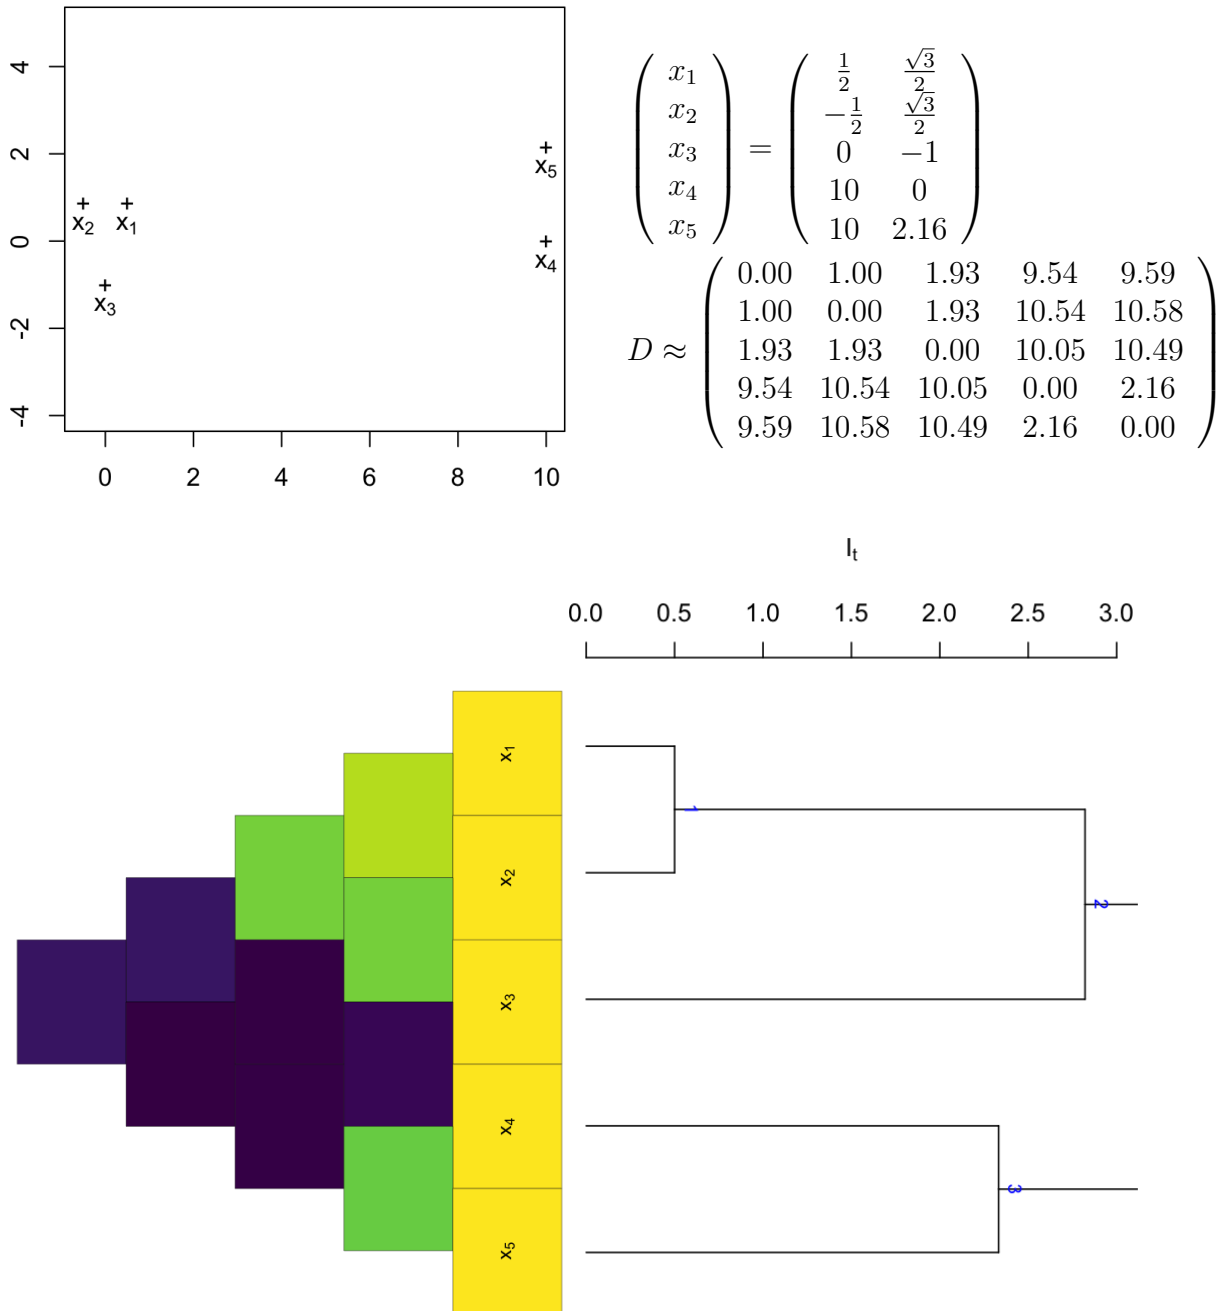 4
2
0
-2
-4
0 2 4 6 8 10
x₅
x₂ x₁
x₄
x₃
( x₁ ) = ( 1/2 √3/2 )
( x₂ ) ( −1/2 √3/2 )
( x₃ ) ( 0 −1 )
( x₄ ) ( 10 0 )
( x₅ ) ( 10 2.16 )
0.00 1.00 1.93 9.54 9.59
1.00 0.00 1.93 10.54 10.58
D ≈ 1.93 1.93 0.00 10.05 10.49
9.54 10.54 10.05 0.00 2.16
9.59 10.58 10.49 2.16 0.00
lₜ
0.0 0.5 1.0 1.5 2.0 2.5 3.0
x₁
1
x₂
2
x₃
x₄
3
x₅